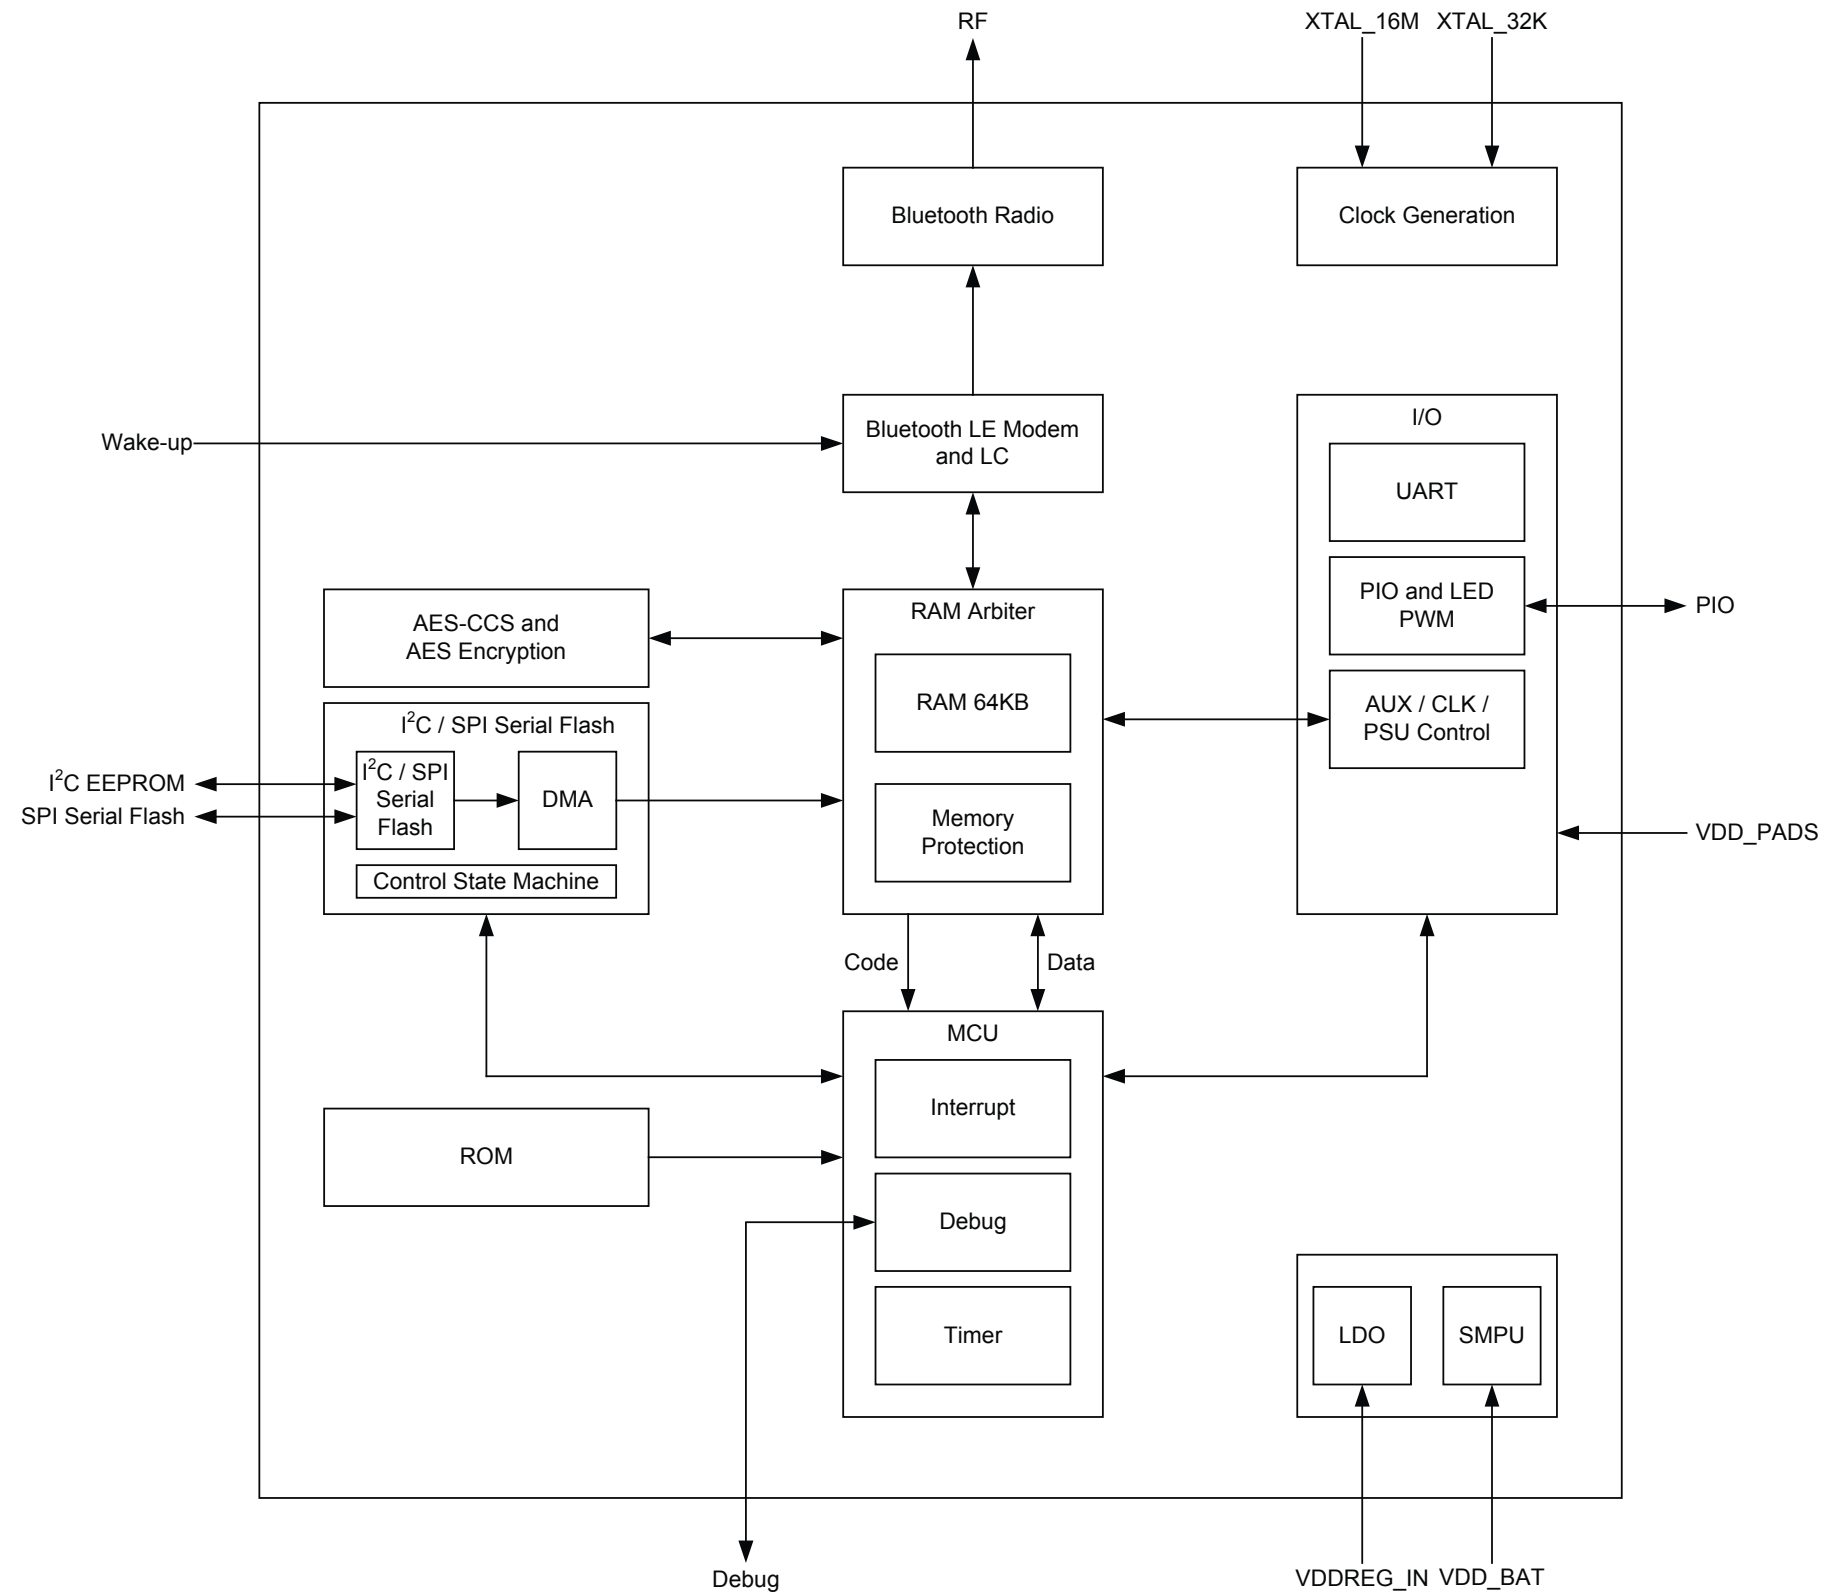 RF
XTAL_16M XTAL_32K
Bluetooth Radio
Clock Generation
Wake-up
Bluetooth LE Modem
and LC
I/O
UART
PIO and LED
PWM
PIO
AUX / CLK /
PSU Control
VDD_PADS
AES-CCS and
AES Encryption
RAM Arbiter
RAM 64KB
Memory
Protection
I²C / SPI Serial Flash
I²C / SPI
Serial
Flash
DMA
Control State Machine
I²C EEPROM
SPI Serial Flash
Code
Data
MCU
Interrupt
Debug
Timer
ROM
LDO
SMPU
Debug
VDDREG_IN VDD_BAT